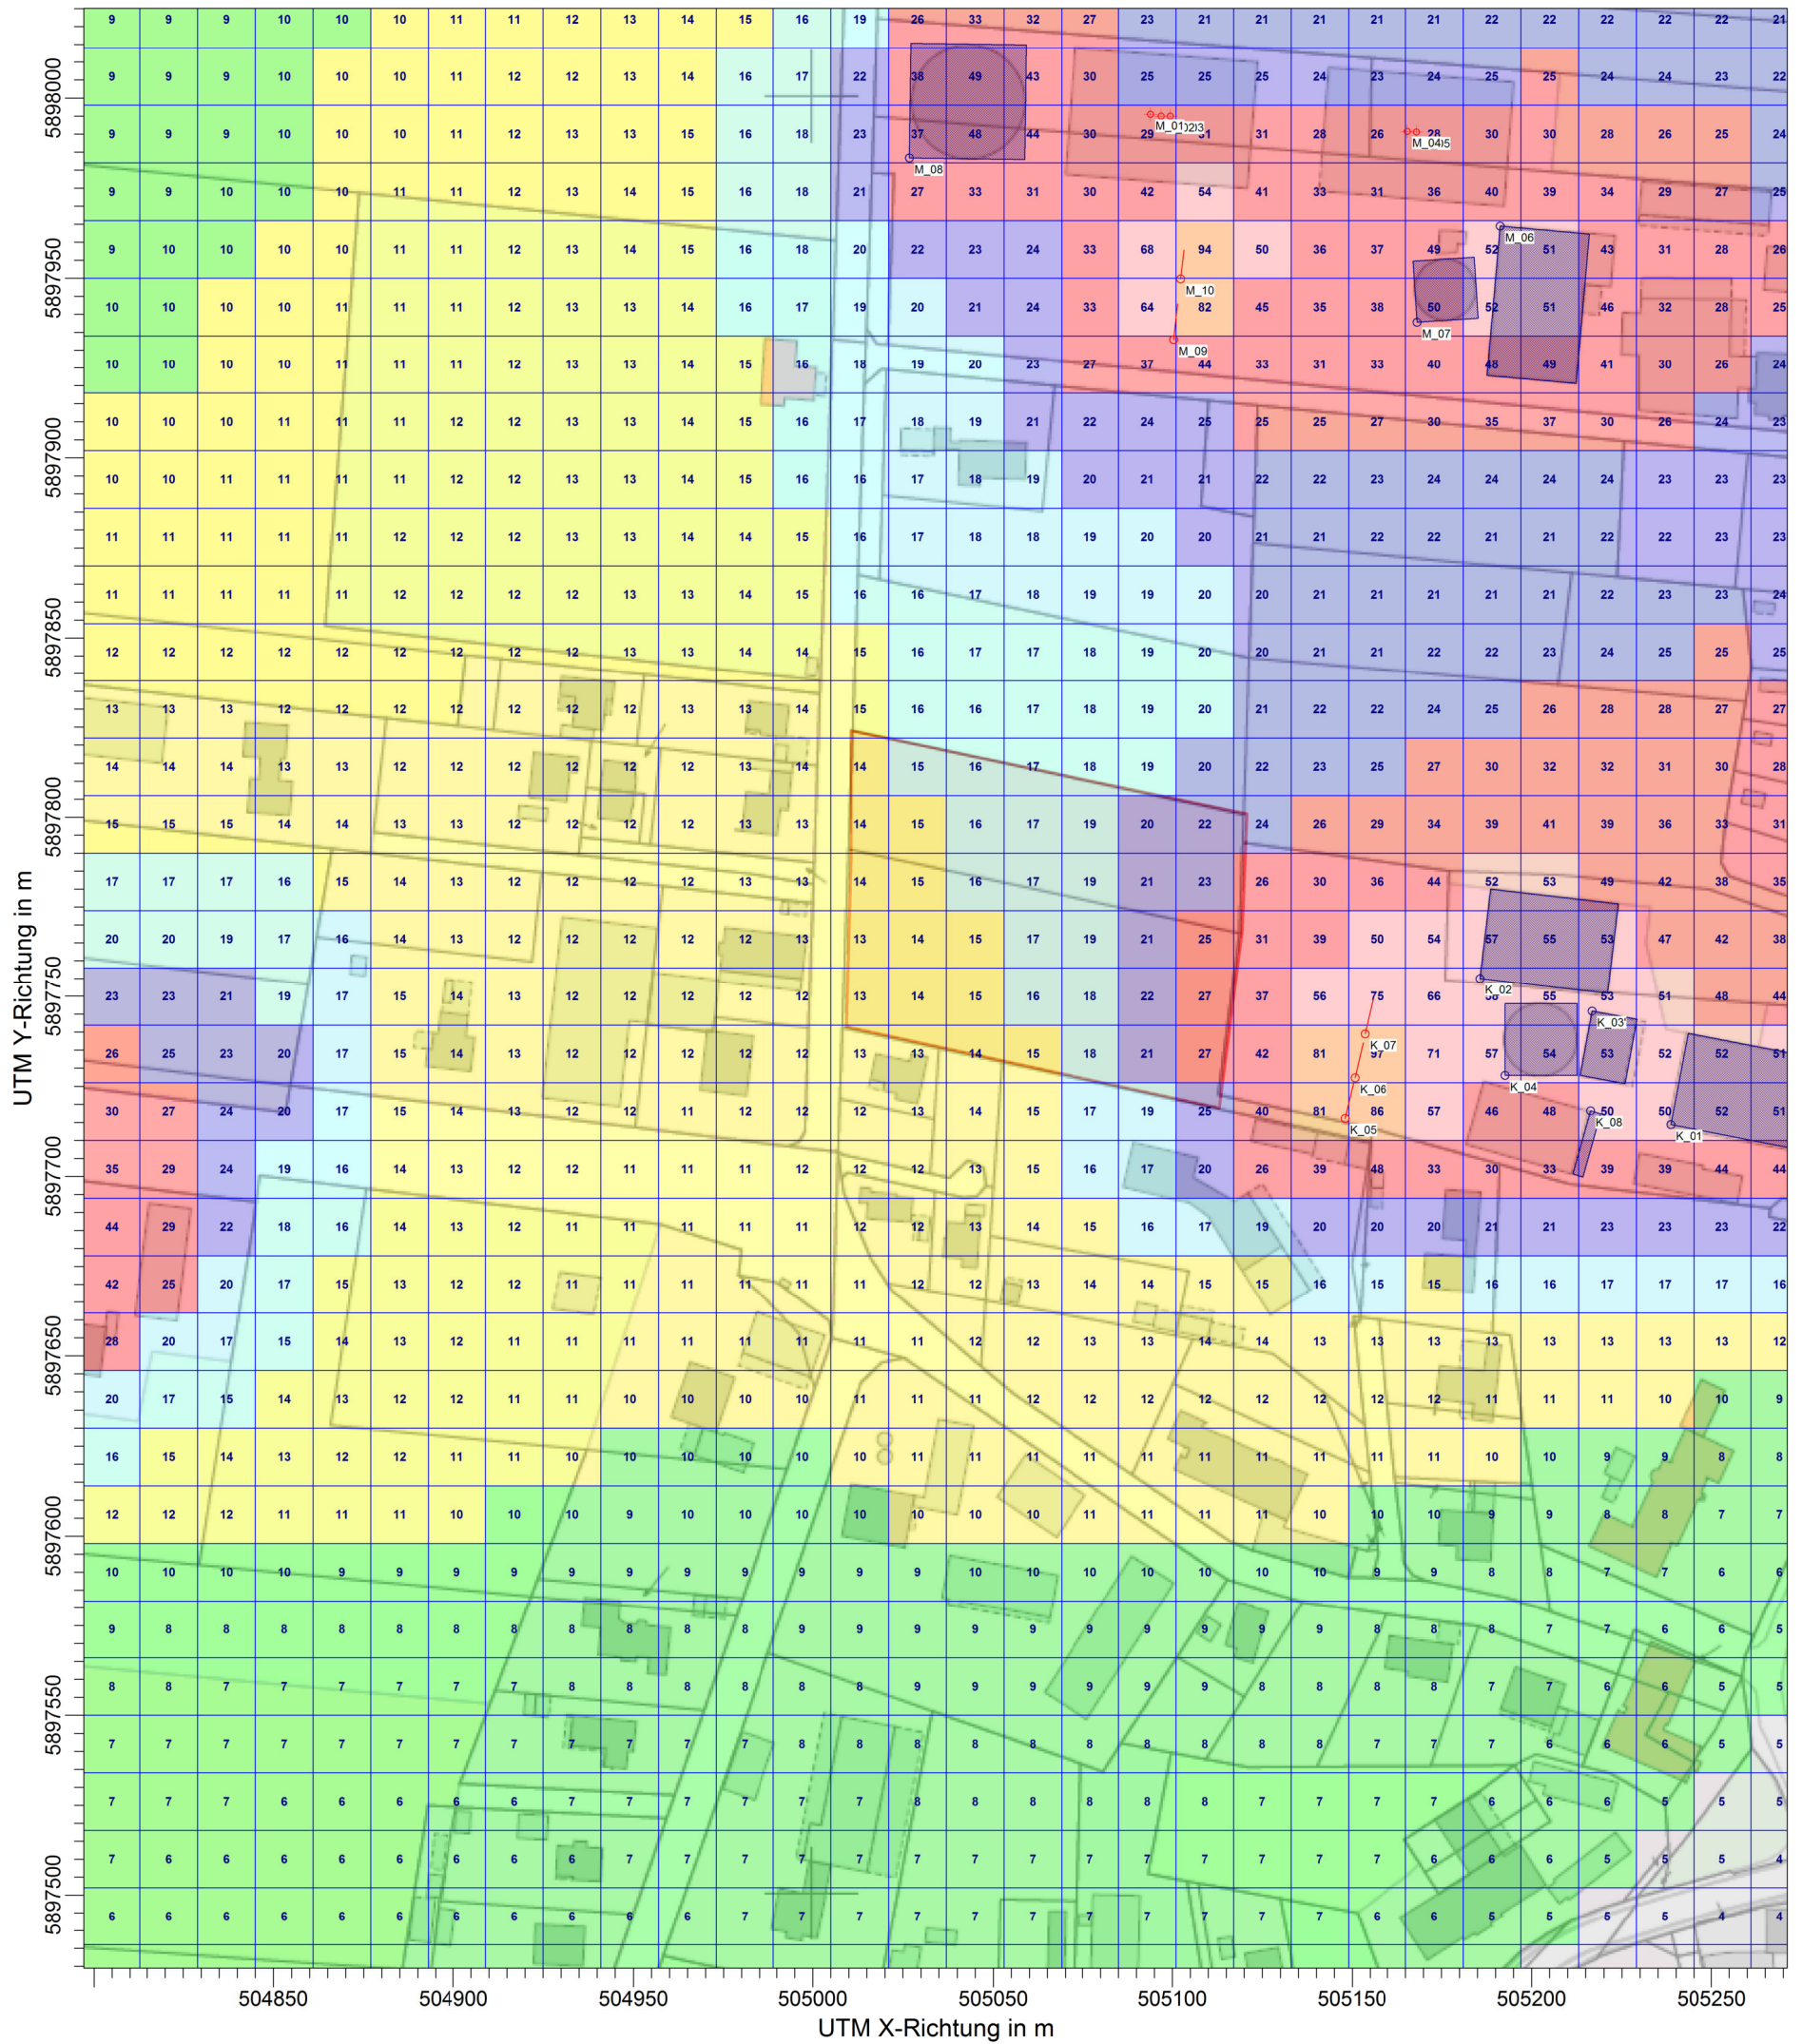 9 9 9 10 10 10 11 11 12 13 14 15 16 19 26 33 32 27 23 21 21 21 21 21 22 22 22 22 22 21
5898000
9 9 9 10 10 10 11 12 12 13 14 16 17 22 38 49 43 30 25 25 25 24 23 24 25 25 24 24 23 22
9 9 9 10 10 10 11 12 13 13 15 16 18 23 37 48 44 30 29 31 31 28 26 28 30 30 28 26 25 24
M_01
M_04
M_08
9 9 10 10 10 11 11 12 13 14 15 16 18 21 27 33 31 30 42 54 41 33 31 36 40 39 34 29 27 25
M_06
5897950
9 10 10 10 10 11 11 12 13 14 15 16 18 20 22 23 24 33 68 94 50 36 37 49 52 51 43 31 28 26
M_10
10 10 10 10 11 11 11 12 13 13 14 16 17 19 20 21 24 33 64 82 45 35 38 50 52 51 46 32 28 25
M_07
M_09
10 10 10 10 11 11 11 12 13 14 15 16 18 19 20 23 27 37 44 33 31 33 40 48 49 41 30 26 24
5897900
10 10 10 11 11 11 12 12 13 13 14 15 16 17 18 19 21 22 24 25 25 25 27 30 35 37 30 26 24 23
10 10 11 11 11 11 12 12 13 13 14 15 16 16 17 18 19 20 21 21 22 22 23 24 24 24 24 23 23 23
11 11 11 11 11 12 12 12 13 13 14 14 15 16 17 18 18 19 20 20 21 21 22 22 21 21 22 22 23 23
5897850
11 11 11 11 11 12 12 12 12 13 13 14 15 16 16 17 18 19 19 20 20 21 21 21 21 21 22 23 23 24
12 12 12 12 12 12 12 12 12 13 13 14 14 15 16 17 17 18 19 20 20 21 21 22 22 23 24 25 25 25
13 13 13 12 12 12 12 12 12 12 13 13 14 15 16 16 17 18 19 20 21 22 22 24 25 26 28 28 27 27
14 14 14 13 13 12 12 12 12 12 12 13 14 14 15 16 17 18 19 20 22 23 25 27 30 32 32 31 30 28
5897800
15 15 15 14 14 13 13 12 12 12 12 13 13 14 15 16 17 19 20 22 24 26 29 34 39 41 39 36 33 31
17 17 17 16 15 14 13 12 12 12 12 13 13 14 15 16 17 19 21 23 26 30 36 44 52 53 49 42 38 35
20 20 19 17 16 14 13 12 12 12 12 12 13 13 14 15 17 19 21 25 31 39 50 54 57 55 53 47 42 38
K_02
5897750
23 23 21 19 17 15 14 13 12 12 12 12 12 13 14 15 16 18 22 27 37 56 75 66 55 53 51 48 44
K_03
K_07
26 25 23 20 17 15 14 13 12 12 12 12 12 13 13 14 15 18 21 27 42 81 97 71 57 54 53 52 52 51
K_06
K_04
30 27 24 20 17 15 14 13 12 12 11 12 12 12 13 14 15 17 19 25 40 81 86 57 46 48 50 50 52 51
K_08
K_05
K_01
5897700
35 29 24 19 16 14 13 12 12 11 11 11 12 12 12 13 15 16 17 20 26 39 48 33 30 33 39 39 44 44
44 29 22 18 16 14 13 12 11 11 11 11 11 12 12 13 14 15 16 17 19 20 20 20 21 21 23 23 23 22
42 25 20 17 15 13 12 12 11 11 11 11 11 11 12 12 13 14 14 15 15 16 15 15 16 16 17 17 17 16
5897650
28 20 17 15 14 13 12 11 11 11 11 11 11 11 11 12 12 13 13 14 14 13 13 13 13 13 13 13 13 12
20 17 15 14 13 12 12 11 11 10 10 10 10 11 11 11 12 12 12 12 12 12 12 12 11 11 11 10 10 9
16 15 14 13 12 12 11 11 10 10 10 10 10 10 11 11 11 11 11 11 11 11 11 11 10 10 9 9 8 8
5897600
12 12 12 11 11 11 10 10 10 9 10 10 10 10 10 10 10 11 11 11 11 10 10 10 9 9 8 8 7 7
10 10 10 10 9 9 9 9 9 9 9 9 9 9 9 10 10 10 10 10 10 10 9 9 8 8 7 7 6 6
9 8 8 8 8 8 8 8 8 8 8 8 9 9 9 9 9 9 9 9 9 9 8 8 8 7 7 6 6 5
5897550
8 8 7 7 7 7 7 7 8 8 8 8 8 8 9 9 9 9 9 9 8 8 8 8 7 7 6 6 5 5
7 7 7 7 7 7 7 7 7 7 7 7 8 8 8 8 8 8 8 8 8 8 7 7 7 6 6 6 5 5
7 7 7 6 6 6 6 6 7 7 7 7 7 7 8 8 8 8 8 8 7 7 7 7 6 6 6 5 5 5
5897500
7 6 6 6 6 6 6 6 6 7 7 7 7 7 7 7 7 7 7 7 7 7 7 6 6 6 5 5 5 4
6 6 6 6 6 6 6 6 6 6 6 7 7 7 7 7 7 7 7 7 7 7 6 6 5 5 5 5 4 4
UTM Y-Richtung in m
504850 504900 504950 505000 505050 505100 505150 505200 505250
UTM X-Richtung in m